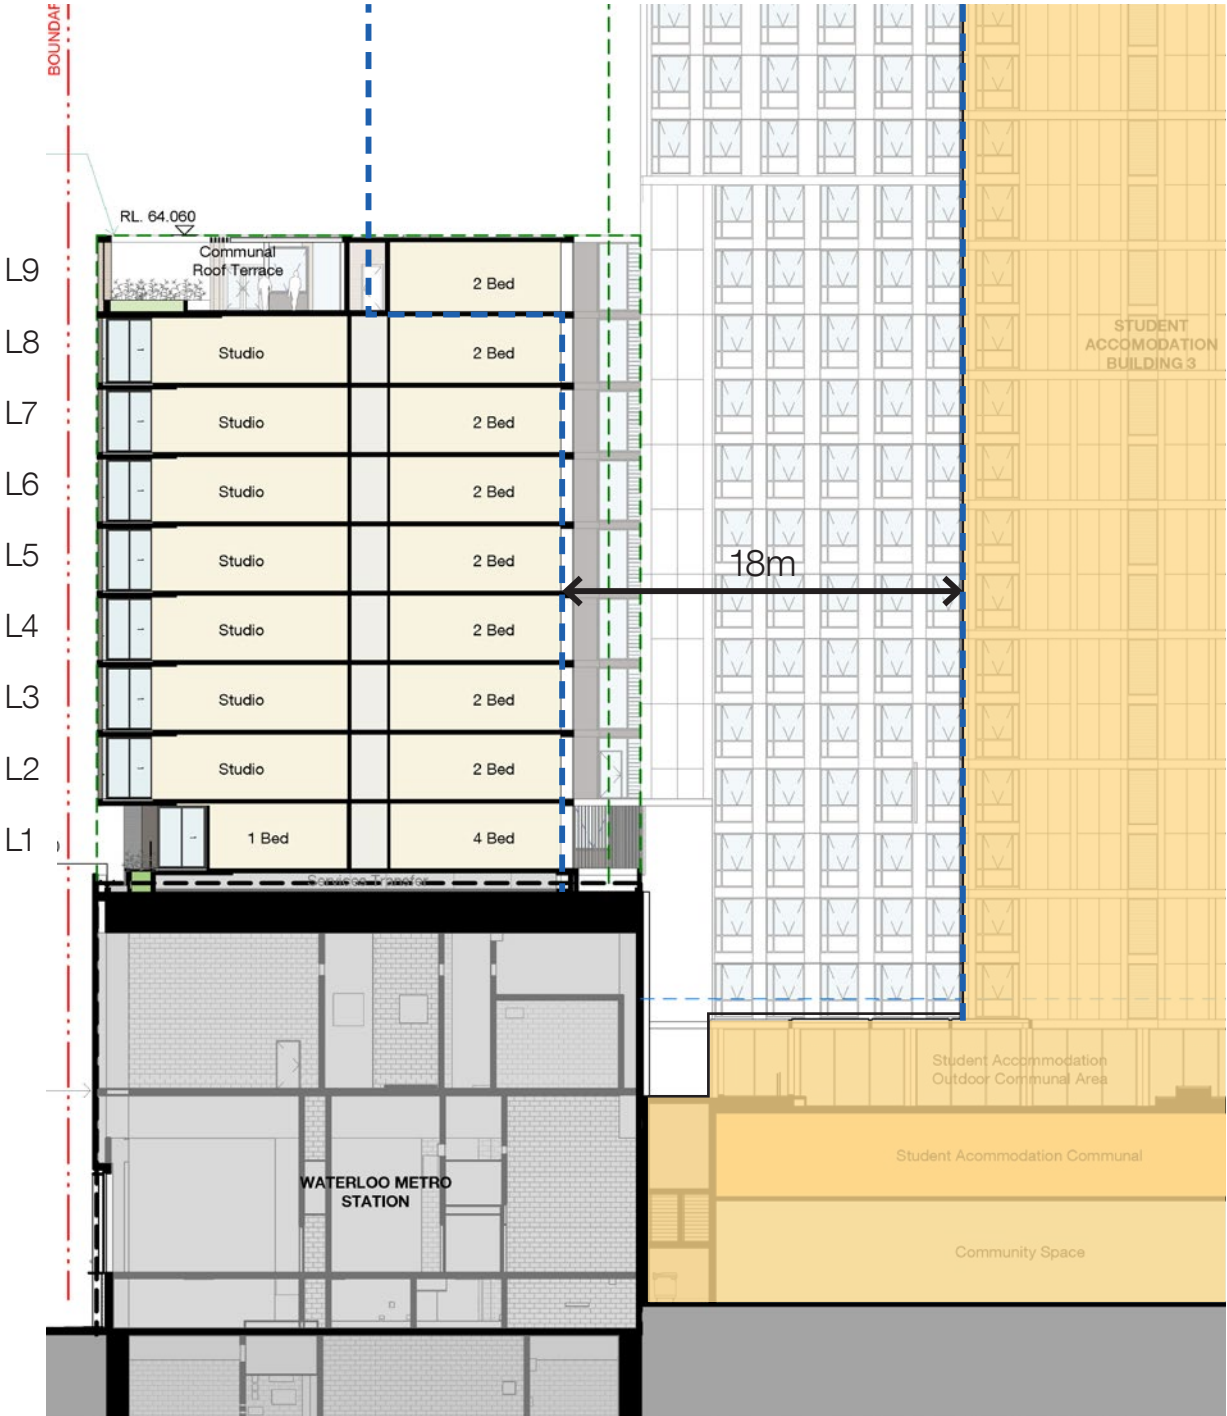 BOUNDAR
RL. 64.060
L9
Communal
Roof Terrace
2 Bed
L8
Studio
2 Bed
STUDENT
ACCOMODATION
BUILDING 3
L7
Studio
2 Bed
L6
Studio
2 Bed
L5
Studio
2 Bed
18m
L4
Studio
2 Bed
L3
Studio
2 Bed
L2
Studio
2 Bed
L1
1 Bed
4 Bed
Services Transfer
Student Accommodation
Outdoor Communal Area
Student Acommodation Communal
WATERLOO METRO
STATION
Community Space